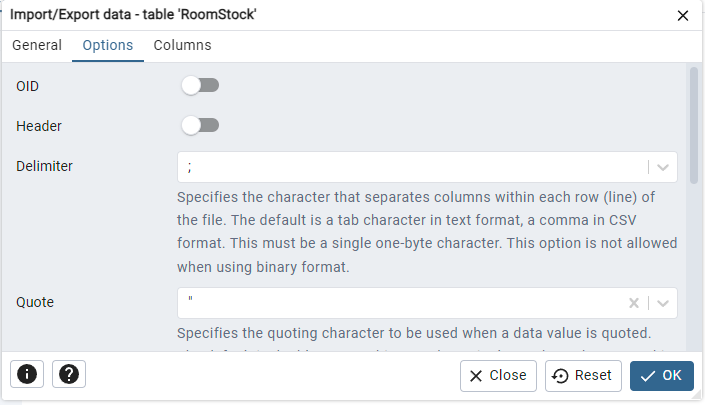 Import/Export data - table 'RoomStock'
General Options Columns
OID
Header
Delimiter ;
Specifies the character that separates columns within each row (line) of
the file. The default is a tab character in text format, a comma in CSV
format. This must be a single one-byte character. This option is not allowed
when using binary format.
Quote "
Specifies the quoting character to be used when a data value is quoted.
Close Reset OK